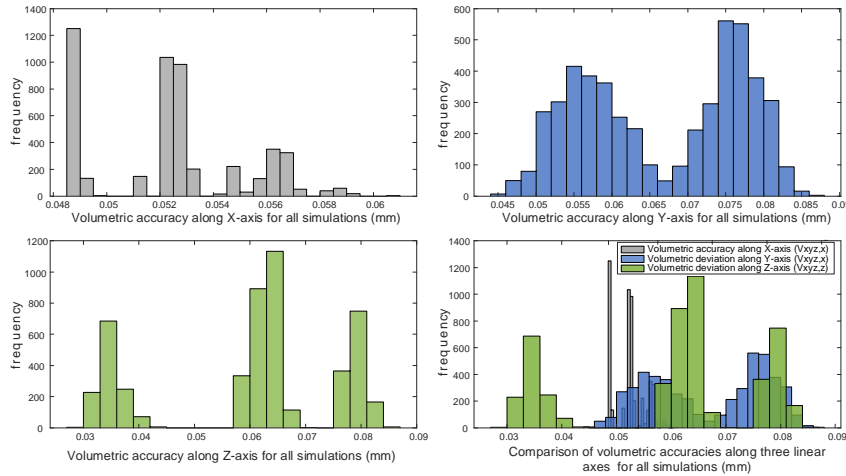 1400
1200
1000
800
600
400
200
0
frequency
0.048 0.05 0.052 0.054 0.056 0.058 0.06
Volumetric accuracy along X-axis for all simulations (mm)
600
500
400
300
200
100
0
frequency
0.045 0.05 0.055 0.06 0.065 0.07 0.075 0.08 0.085
Volumetric accuracy along Y-axis for all simulations (mm)
1200
1000
800
600
400
200
0
frequency
0.03 0.04 0.05 0.06 0.07 0.08 0.09
Volumetric accuracy along Z-axis for all simulations (mm)
1400
1200
1000
800
600
400
200
0
frequency
Volumetric accuracy along X-axis (Vxyz,x)
Volumetric deviation along Y-axis (Vxyz,x)
Volumetric deviation along Z-axis (Vxyz,z)
0.03 0.04 0.05 0.06 0.07 0.08 0.09
Comparison of volumetric accuracies along three linear
axes for all simulations (mm)